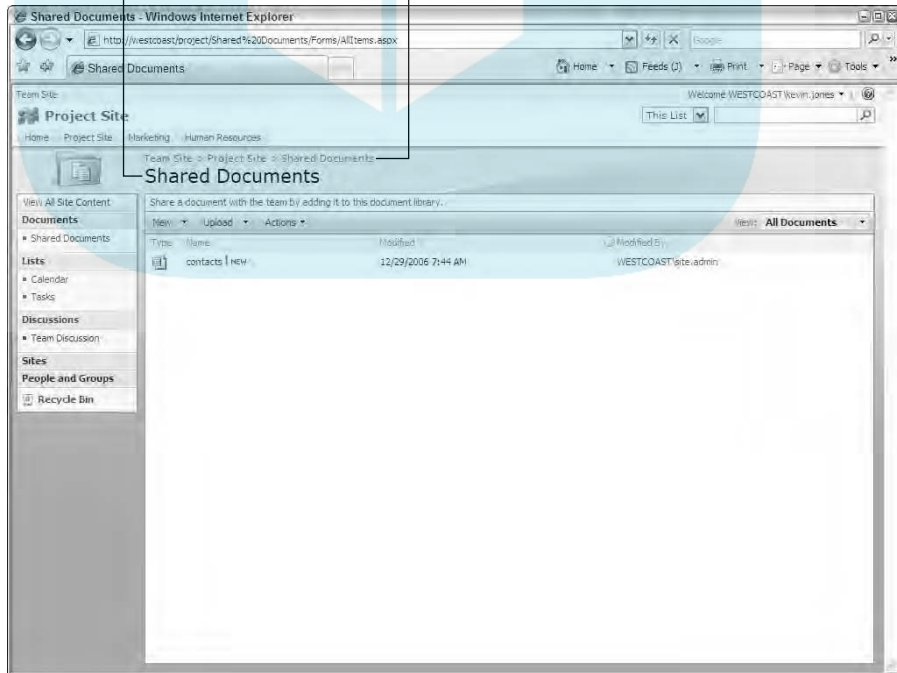 Shared Documents - Windows Internet Explorer
http://westcoast/project/Shared%20Documents/Forms/AllItems.aspx
Google
Shared Documents
Home
Feeds (J)
Print
Page
Tools
»
Team Site
Welcome WESTCOAST\kevin.jones
Project Site
This List
Home
Project Site
Marketing
Human Resources
Team Site > Project Site > Shared Documents
Shared Documents
View All Site Content
Share a document with the team by adding it to this document library.
Documents
New
Upload
Actions
View: All Documents
Shared Documents
Type
Name
Modified
Modified By
contacts ! NEW
12/29/2006 7:44 AM
WESTCOAST\site.admin
Lists
Calendar
Tasks
Discussions
Team Discussion
Sites
People and Groups
Recycle Bin